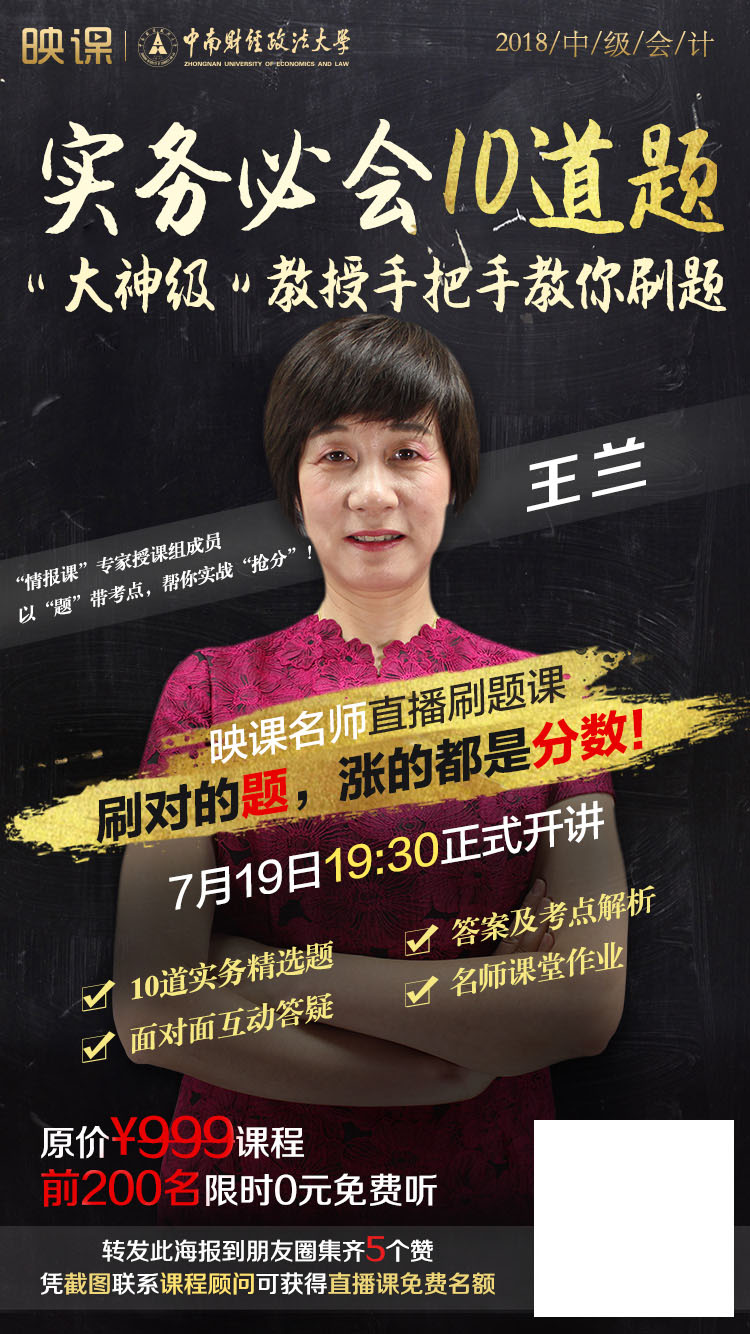 映课 中南财经政法大学
ZHONGNAN UNIVERSITY OF ECONOMICS AND LAW
2018/中/级/会/计
实务必会10道题
“大神级”教授手把手教你刷题
王兰
“情报课”专家授课组成员
以“题”带考点，帮你实战“抢分”！
映课名师直播刷题课
刷对的题，涨的都是分数!
7月19日19:30正式开讲
10道实务精选题
答案及考点解析
面对面互动答疑
名师课堂作业
原价¥999课程
前200名限时0元免费听
转发此海报到朋友圈集齐5个赞
凭截图联系课程顾问可获得直播课免费名额